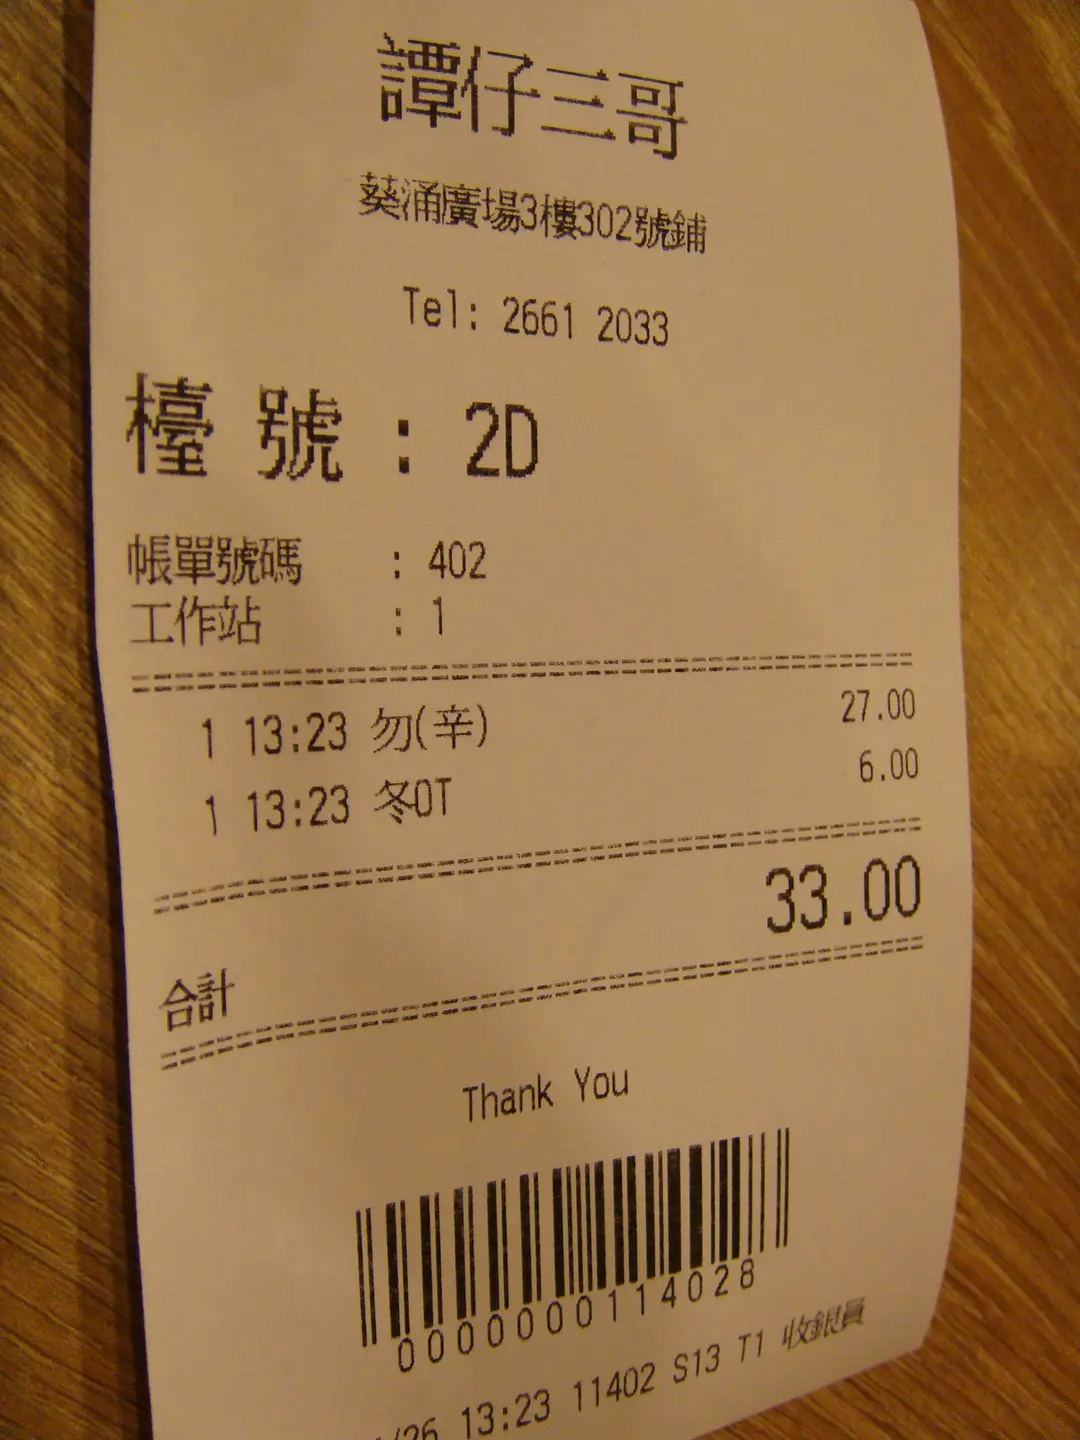 譚仔三哥
葵涌廣場3樓302號鋪
Tel: 2661 2033
檯 號 : 2D
帳單號碼 : 402
工作站 : 1
1 13:23 勿(辛) 27.00
1 13:23 冬OT 6.00
33.00
合計
Thank You
0000000114028
/26 13:23 11402 S13 T1 收銀員